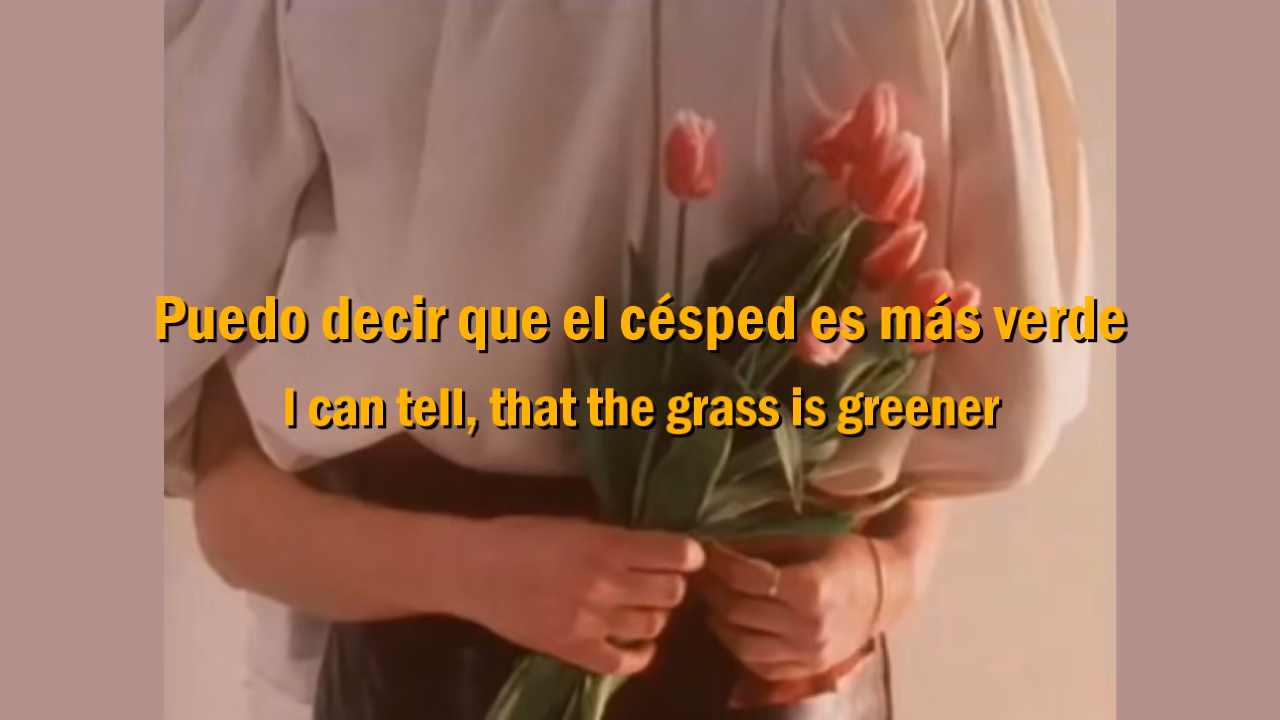 Puedo decir que el césped es más verde
I can tell, that the grass is greener